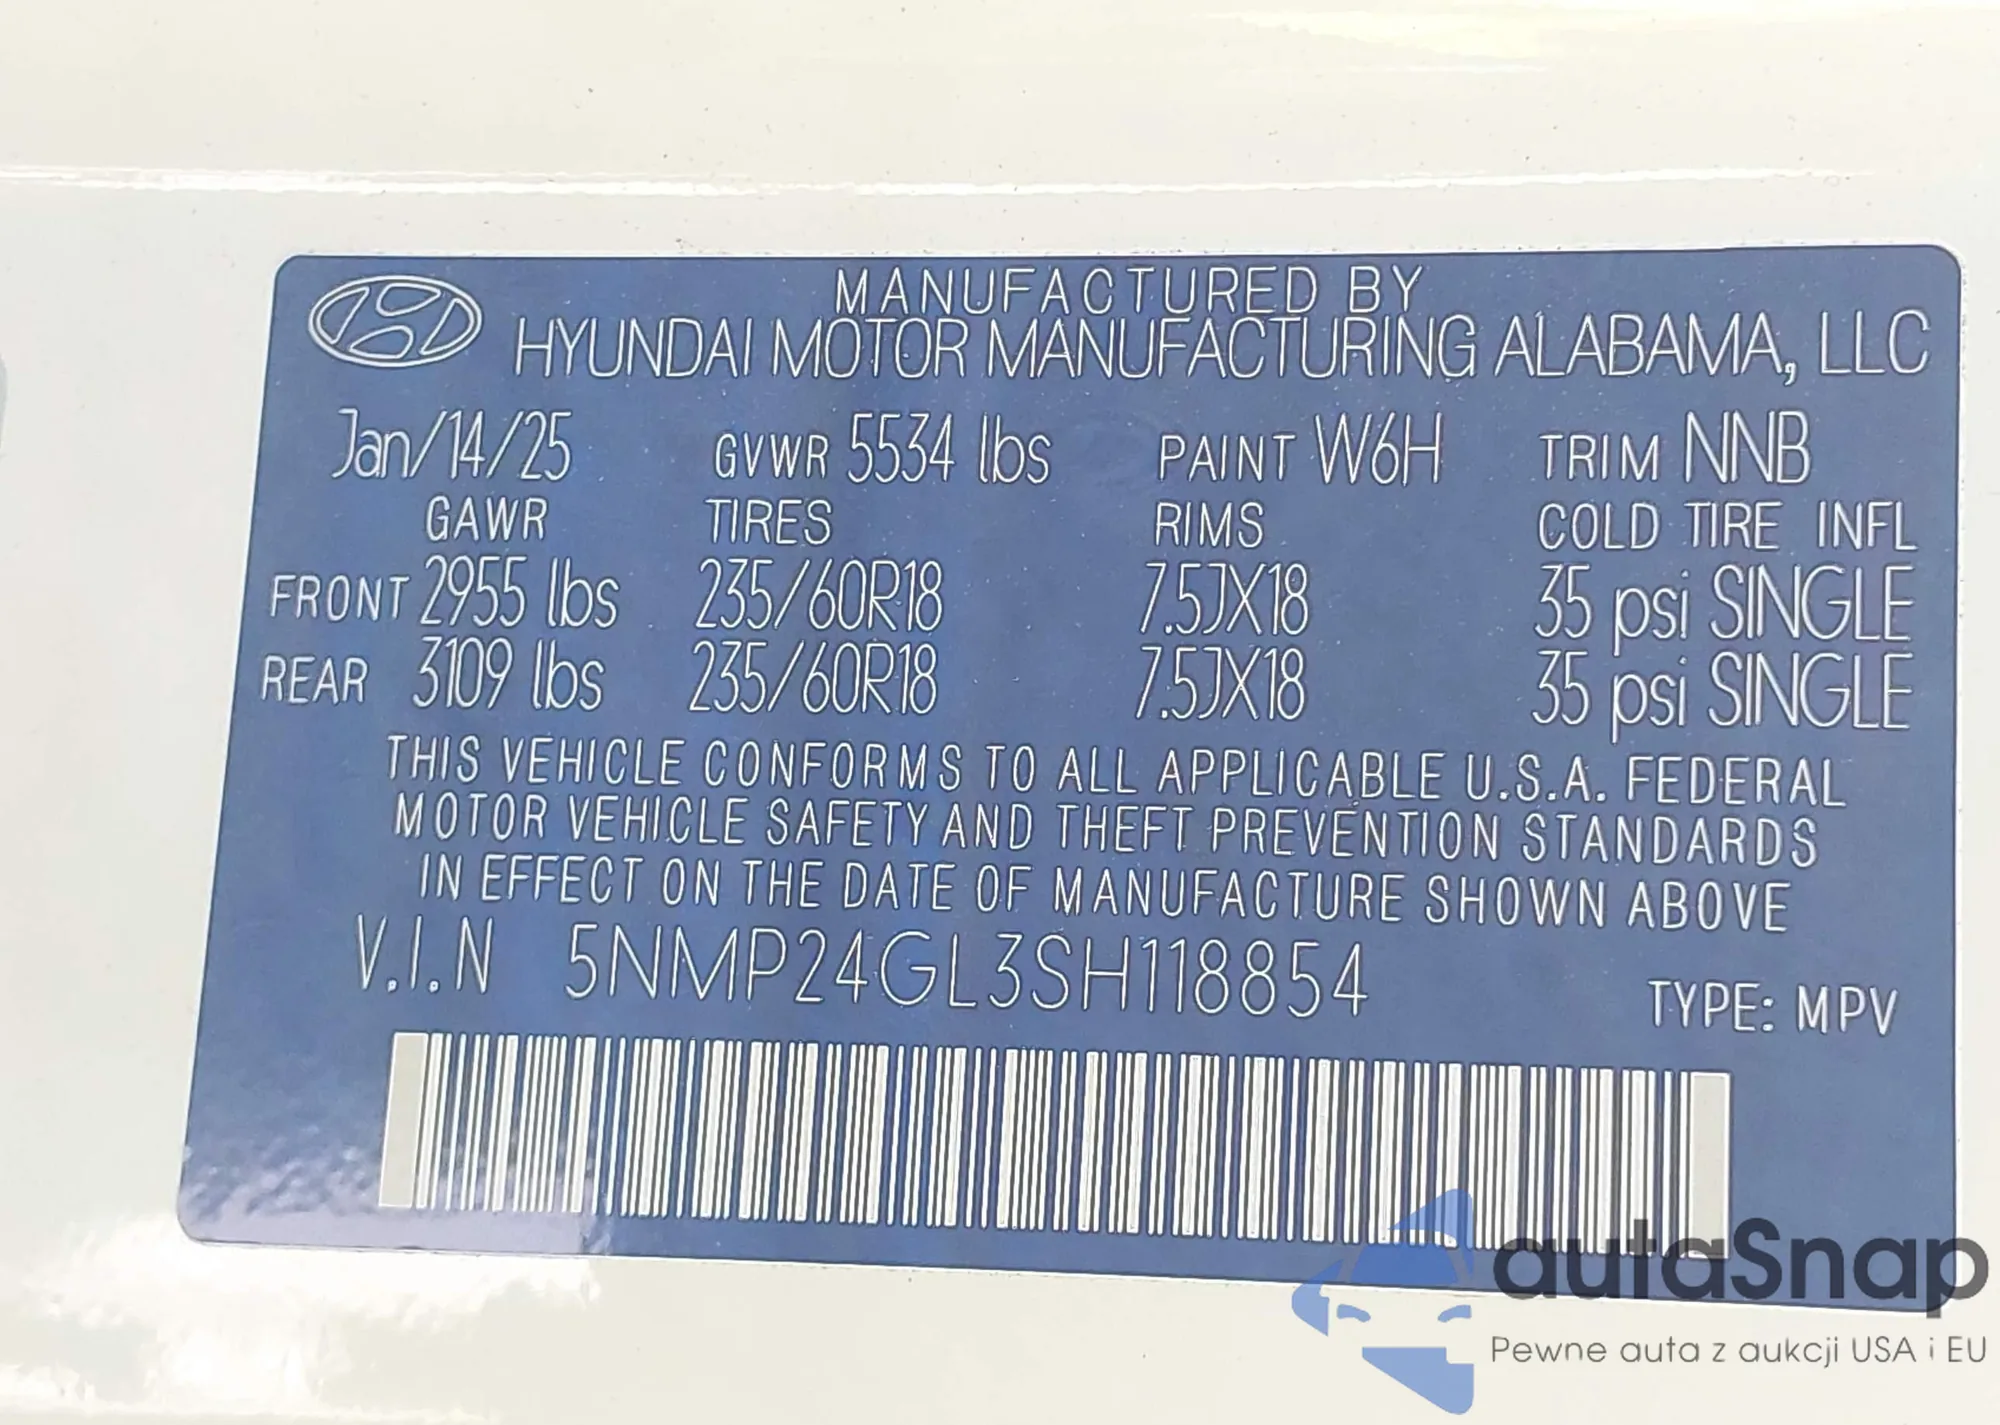 MANUFACTURED BY
HYUNDAI MOTOR MANUFACTURING ALABAMA, LLC
Jan/14/25 GVWR 5534 lbs PAINT W6H TRIM NNB
GAWR TIRES RIMS COLD TIRE INFL
FRONT 2955 lbs 235/60R18 7.5JX18 35 psi SINGLE
REAR 3109 lbs 235/60R18 7.5JX18 35 psi SINGLE
THIS VEHICLE CONFORMS TO ALL APPLICABLE U.S.A. FEDERAL
MOTOR VEHICLE SAFETY AND THEFT PREVENTION STANDARDS
IN EFFECT ON THE DATE OF MANUFACTURE SHOWN ABOVE
V.I.N 5NMP24GL3SH118854
TYPE: MPV
autaSnap
Pewne auta z aukcji USA i EU